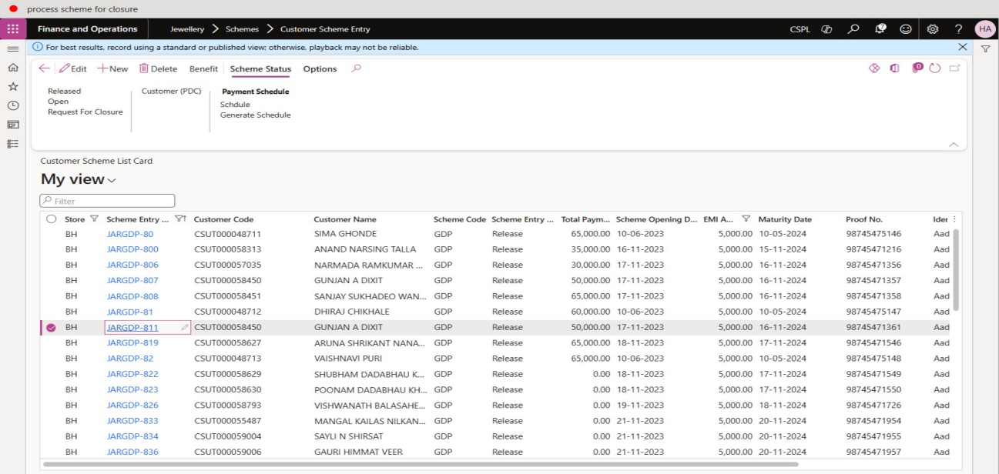 process scheme for closure
Finance and Operations Jewellery > Schemes > Customer Scheme Entry CSPL ? HA
For best results, record using a standard or published view; otherwise, playback may not be reliable.
Edit New Delete Benefit Scheme Status Options 0
Released Customer (PDC) Payment Schedule
Open Schdule
Request For Closure Generate Schedule
Customer Scheme List Card
My view
Filter
Store Scheme Entry ... Customer Code Customer Name Scheme Code Scheme Entry ... Total Paym... Scheme Opening D... EMI A... Maturity Date Proof No. Ider
BH JARGDP-80 CSUT000048711 SIMA GHONDE GDP Release 65,000.00 10-06-2023 5,000.00 10-05-2024 98745475146 Aad
BH JARGDP-800 CSUT000058313 ANAND NARSING TALLA GDP Release 35,000.00 16-11-2023 5,000.00 15-11-2024 98745471216 Aad
BH JARGDP-806 CSUT000057035 NARMADA RAMKUMAR ... GDP Release 30,000.00 17-11-2023 5,000.00 16-11-2024 98745471356 Aad
BH JARGDP-807 CSUT000058450 GUNJAN A DIXIT GDP Release 50,000.00 17-11-2023 5,000.00 16-11-2024 98745471357 Aad
BH JARGDP-808 CSUT000058451 SANJAY SUKHADEO WAN... GDP Release 65,000.00 17-11-2023 5,000.00 16-11-2024 98745471358 Aad
BH JARGDP-81 CSUT000048712 DHIRAJ CHIKHALE GDP Release 60,000.00 10-06-2023 5,000.00 10-05-2024 98745475147 Aad
BH JARGDP-811 CSUT000058450 GUNJAN A DIXIT GDP Release 50,000.00 17-11-2023 5,000.00 16-11-2024 98745471361 Aad
BH JARGDP-819 CSUT000058627 ARUNA SHRIKANT NANA... GDP Release 65,000.00 18-11-2023 5,000.00 17-11-2024 98745471546 Aad
BH JARGDP-82 CSUT000048713 VAISHNAVI PURI GDP Release 65,000.00 10-06-2023 5,000.00 10-05-2024 98745475148 Aad
BH JARGDP-822 CSUT000058629 SHUBHAM DADABHAU K... GDP Release 0.00 18-11-2023 5,000.00 17-11-2024 98745471549 Aad
BH JARGDP-823 CSUT000058630 POONAM DADABHAU KH... GDP Release 0.00 18-11-2023 5,000.00 17-11-2024 98745471550 Aad
BH JARGDP-826 CSUT000058793 VISHWANATH BALASAHE... GDP Release 0.00 19-11-2023 5,000.00 18-11-2024 98745471726 Aad
BH JARGDP-833 CSUT000055487 MANGAL KAILAS NILKAN... GDP Release 0.00 21-11-2023 5,000.00 20-11-2024 98745471954 Aad
BH JARGDP-834 CSUT000059004 SAYLI N SHIRSAT GDP Release 0.00 21-11-2023 5,000.00 20-11-2024 98745471955 Aad
BH JARGDP-836 CSUT000059006 GAURI HIMMAT VEER GDP Release 0.00 21-11-2023 5,000.00 20-11-2024 98745471957 Aad